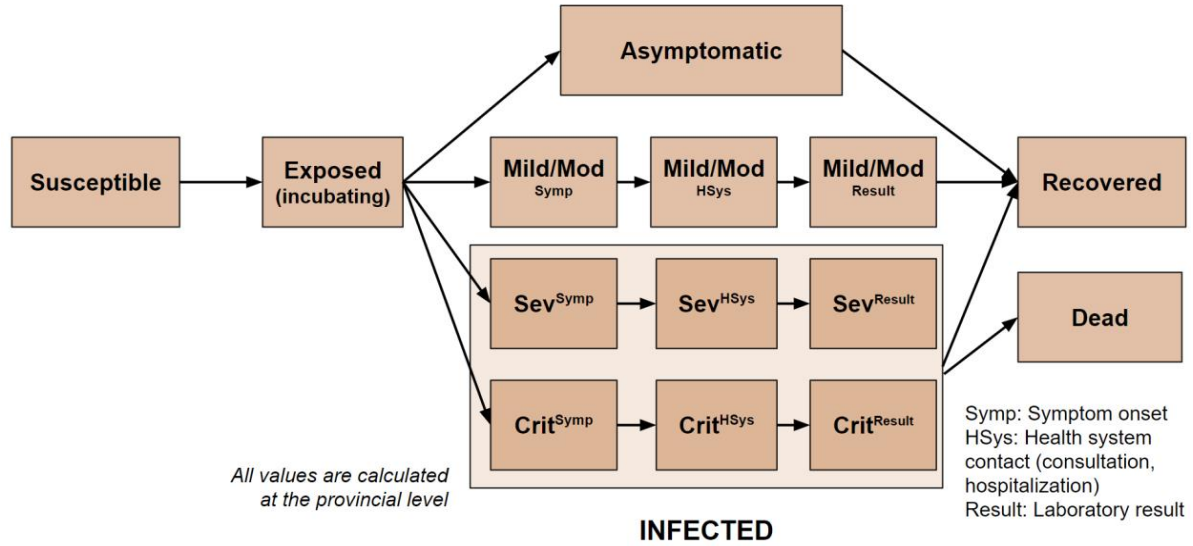 Asymptomatic
Susceptible
Exposed
(incubating)
Mild/Mod
Symp
Mild/Mod
HSys
Mild/Mod
Result
Recovered
Sev^Symp
Sev^HSys
Sev^Result
Dead
Crit^Symp
Crit^HSys
Crit^Result
Symp: Symptom onset
HSys: Health system
contact (consultation,
hospitalization)
Result: Laboratory result
All values are calculated
at the provincial level
INFECTED